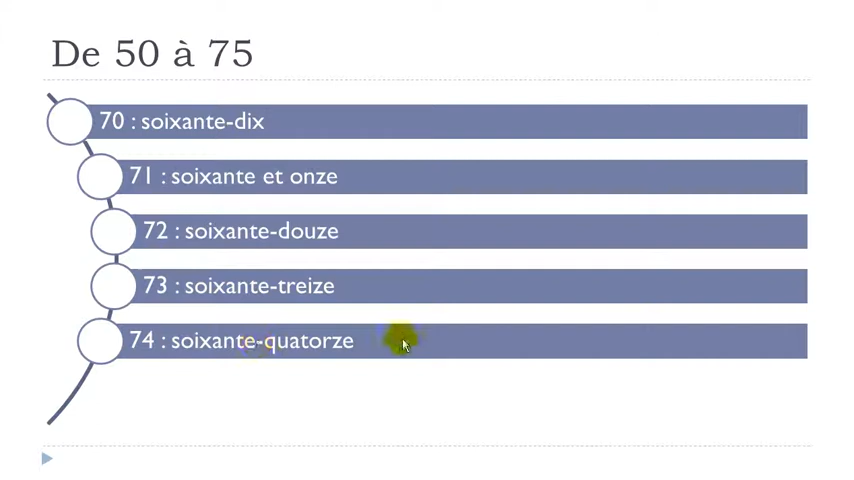 De 50 à 75
70 : soixante-dix
71 : soixante et onze
72 : soixante-douze
73 : soixante-treize
74 : soixante-quatorze